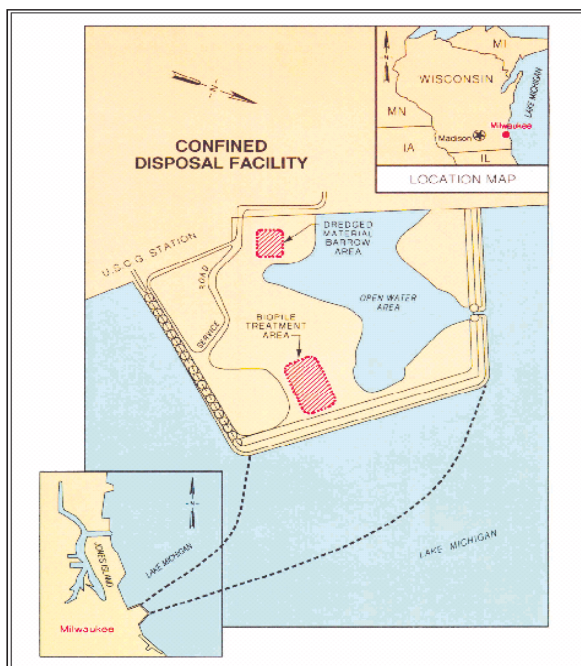 MI
WISCONSIN
LAKE MICHIGAN
MN
Milwaukee
Madison
IA
IL
LOCATION MAP
N
CONFINED
DISPOSAL FACILITY
U.S.C.G. STATION
DREDGED
MATERIAL
BARROW
AREA
SERVICE ROAD
OPEN WATER
AREA
BIOPILE
TREATMENT
AREA
N
JONES ISLAND
LAKE MICHIGAN
LAKE MICHIGAN
Milwaukee